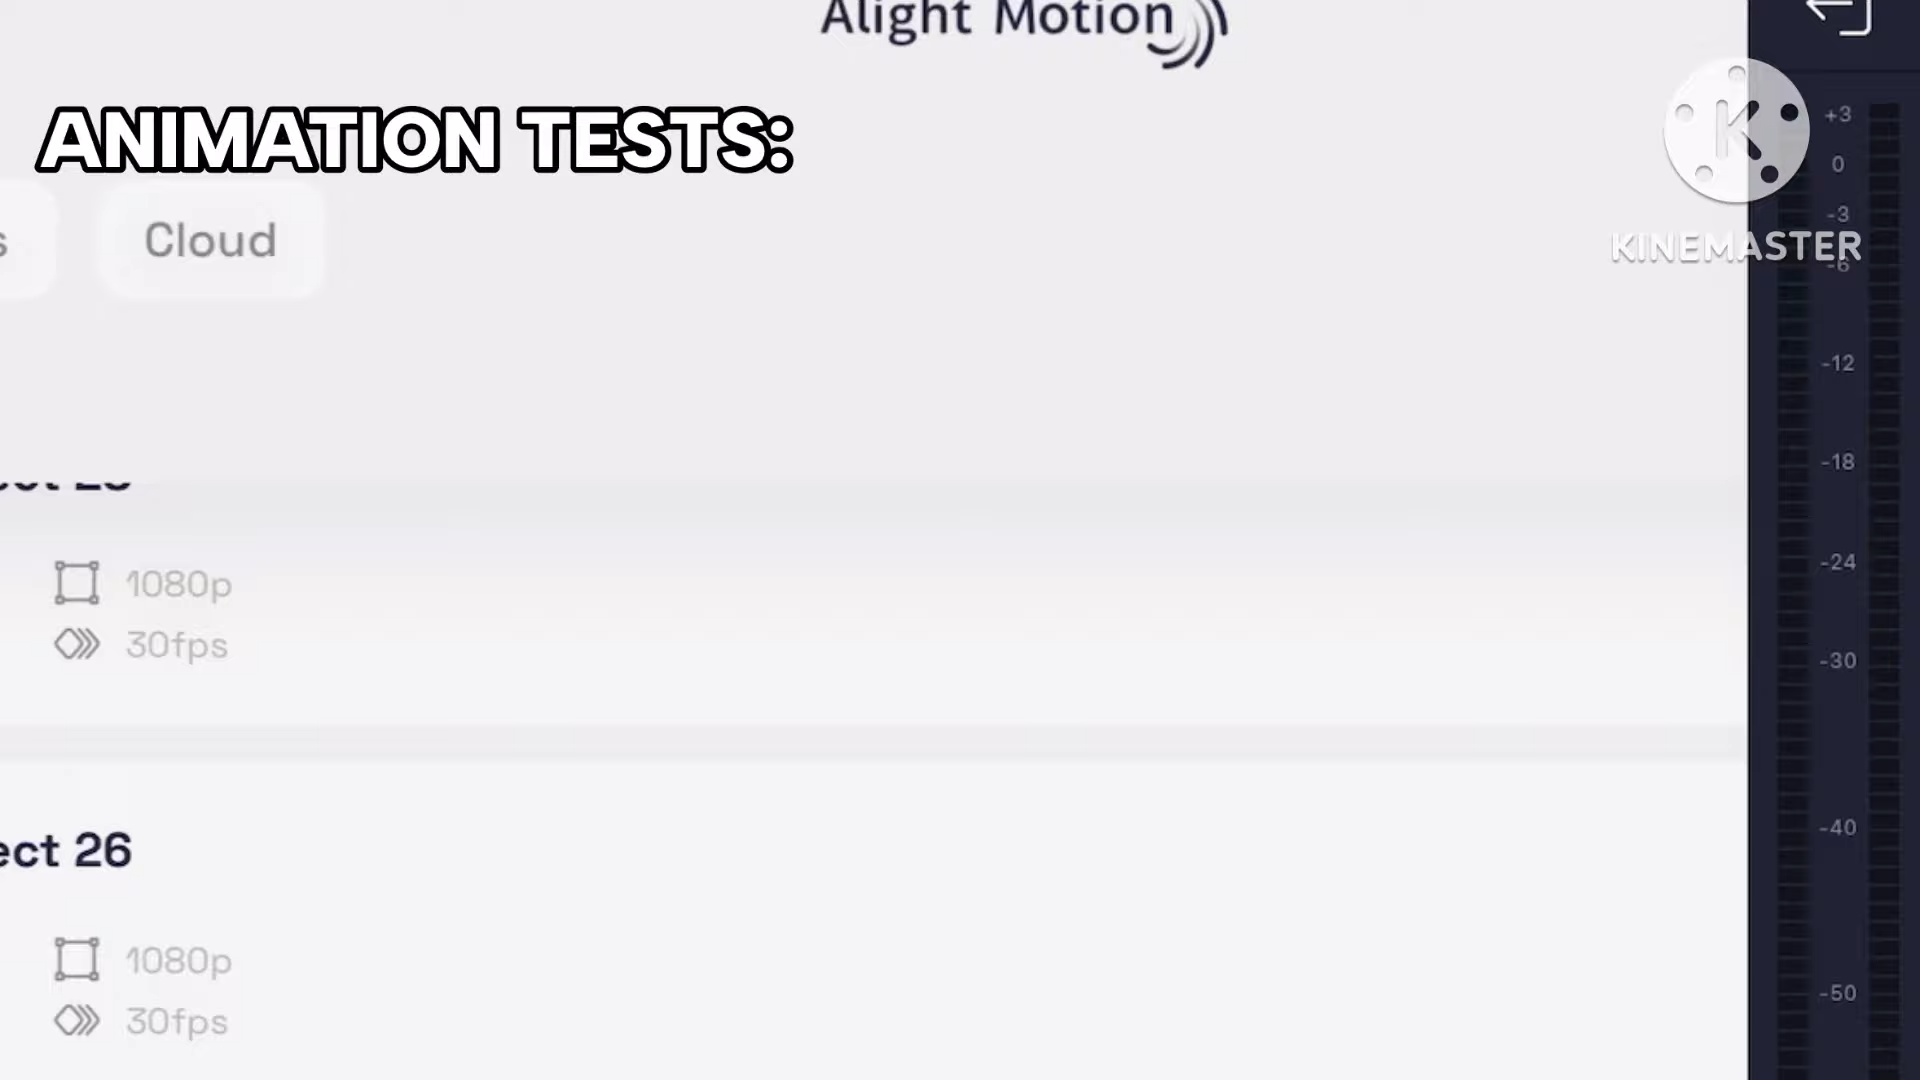 Alight Motion
ANIMATION TESTS:
Cloud
KINEMASTER
+3
0
-3
-6
-12
-18
-24
-30
-40
-50
1080p
30fps
ect 26
1080p
30fps